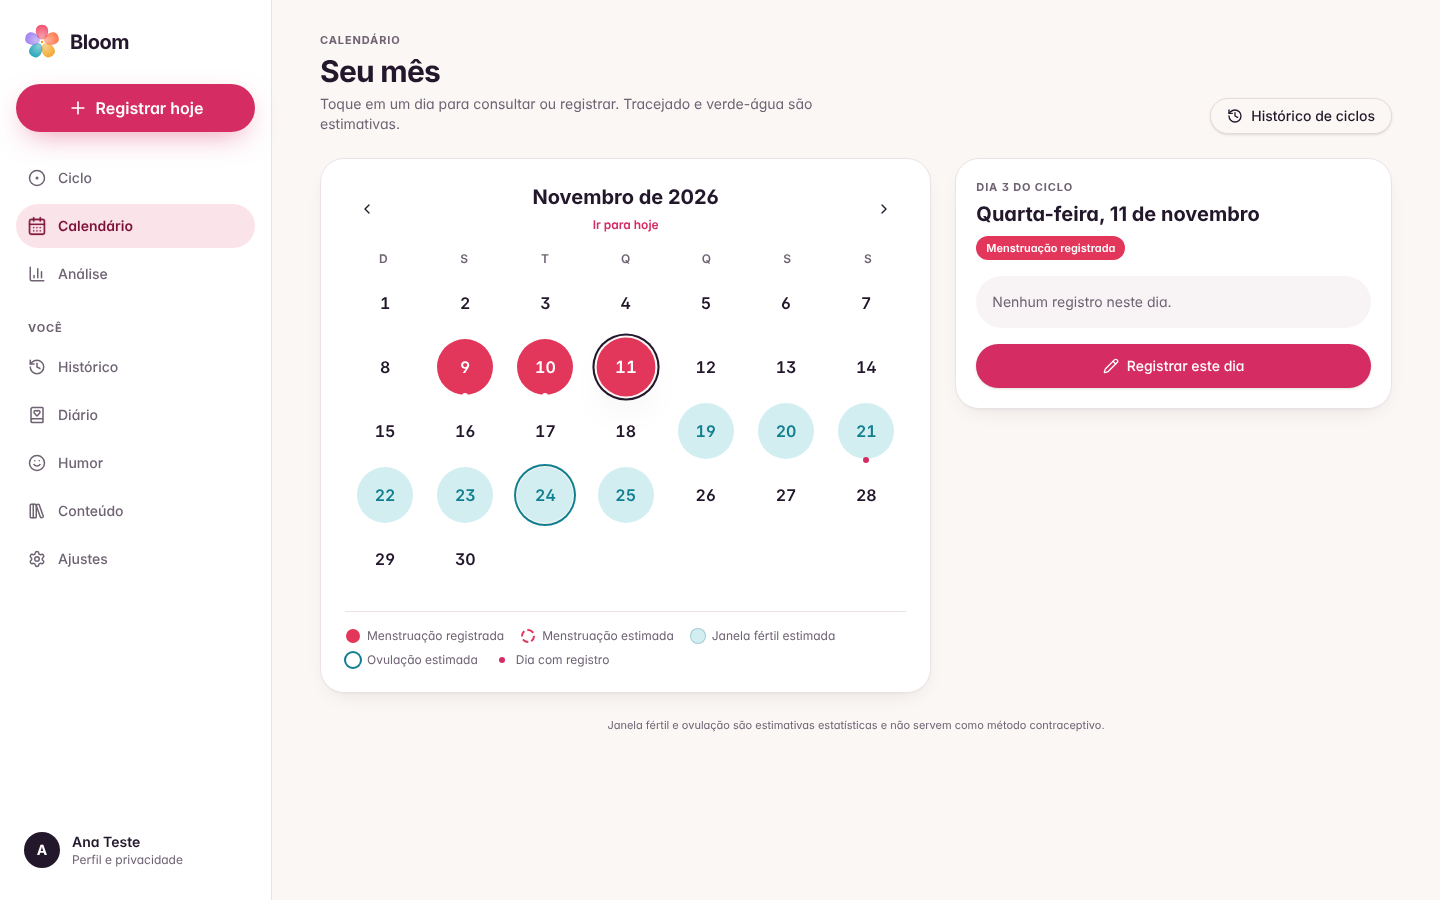 Bloom
Registrar hoje
Ciclo
Calendário
Análise
VOCÊ
Histórico
Diário
Humor
Conteúdo
Ajustes
A
Ana Teste
Perfil e privacidade
CALENDÁRIO
Seu mês
Toque em um dia para consultar ou registrar. Tracejado e verde-água são
estimativas.
Histórico de ciclos
Novembro de 2026
Ir para hoje
D S T Q Q S S
1 2 3 4 5 6 7
8 9 10 11 12 13 14
15 16 17 18 19 20 21
22 23 24 25 26 27 28
29 30
Menstruação registrada Menstruação estimada Janela fértil estimada
Ovulação estimada Dia com registro
DIA 3 DO CICLO
Quarta-feira, 11 de novembro
Menstruação registrada
Nenhum registro neste dia.
Registrar este dia
Janela fértil e ovulação são estimativas estatísticas e não servem como método contraceptivo.